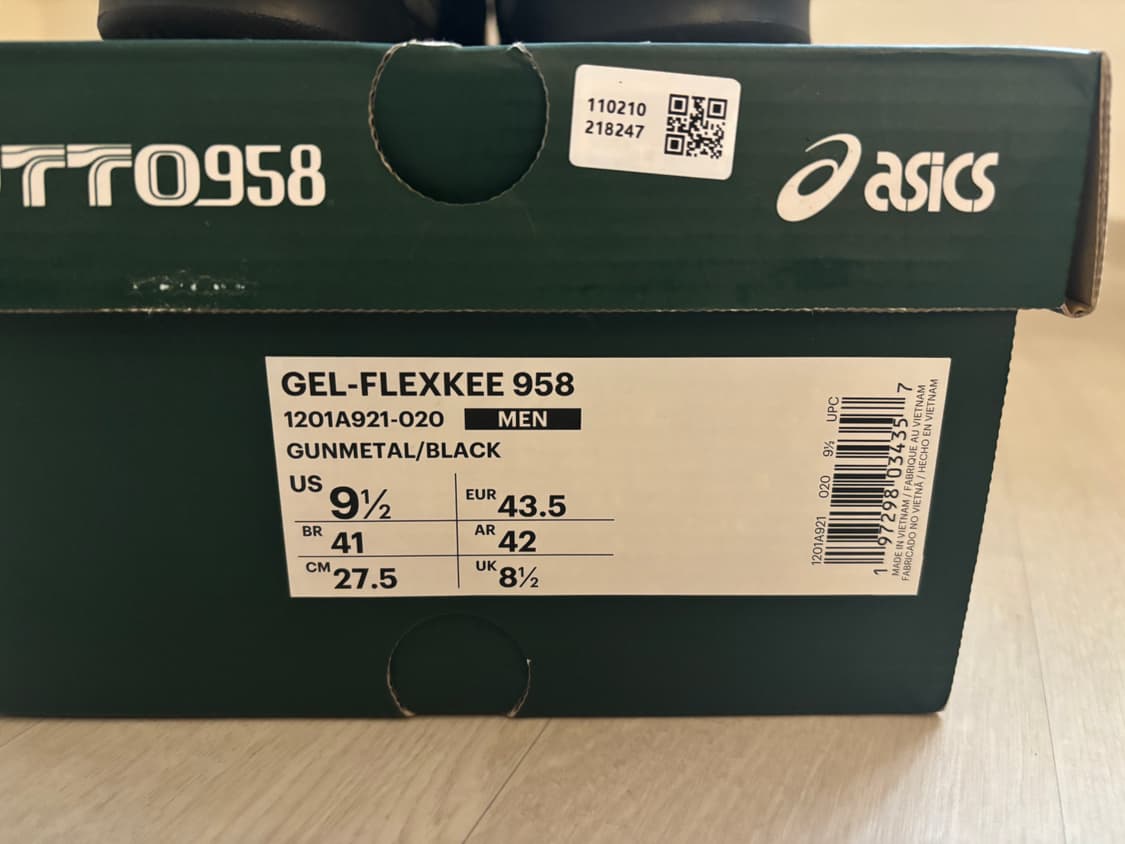 TTO958
110210
218247
asics
GEL-FLEXKEE 958
1201A921-020 MEN
GUNMETAL/BLACK
US 9½ EUR 43.5
BR 41 AR 42
CM 27.5 UK 8½
1201A921 020 9½ UPC
1 97298 03435 7
MADE IN VIETNAM / FABRIQUE AU VIETNAM
FABRICADO NO VIETNÃ / HECHO EN VIETNAM